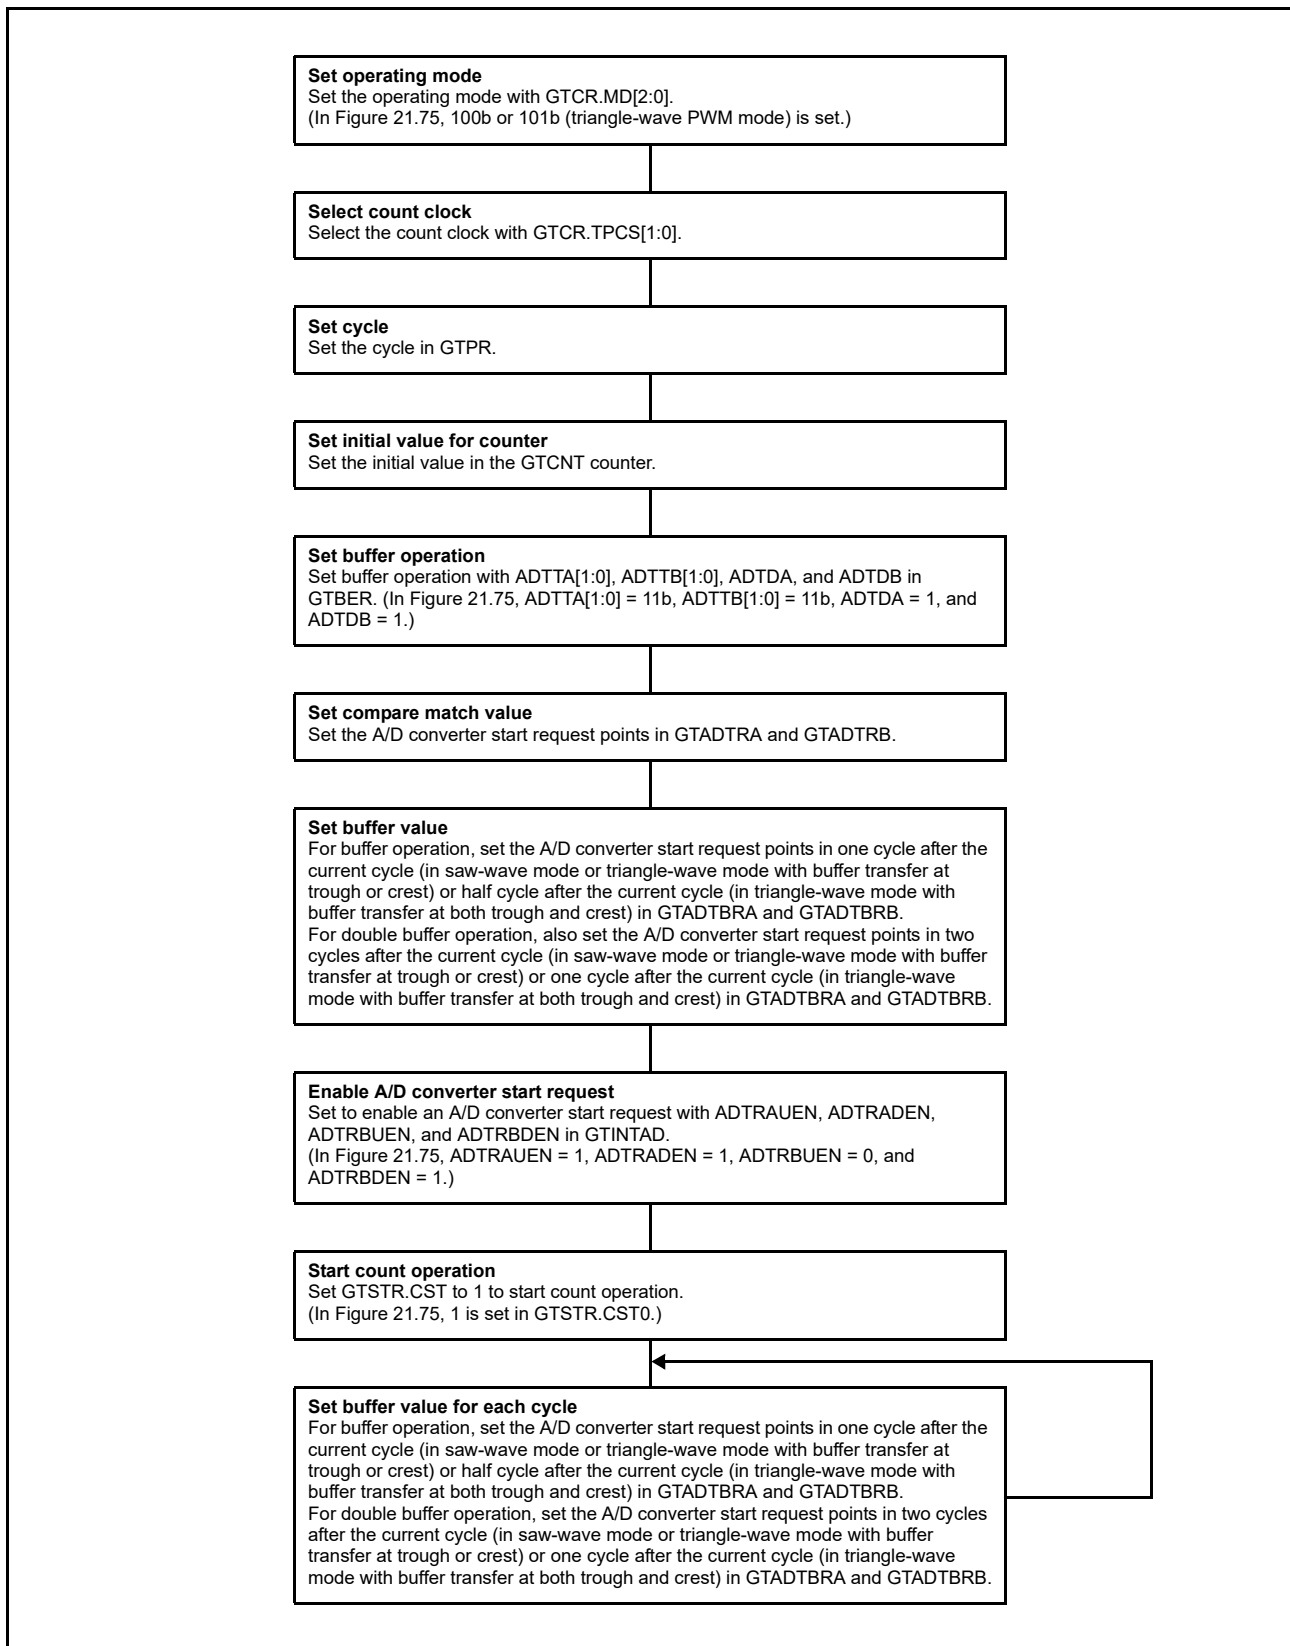 Set operating mode
Set the operating mode with GTCR.MD[2:0].
(In Figure 21.75, 100b or 101b (triangle-wave PWM mode) is set.)
Select count clock
Select the count clock with GTCR.TPCS[1:0].
Set cycle
Set the cycle in GTPR.
Set initial value for counter
Set the initial value in the GTCNT counter.
Set buffer operation
Set buffer operation with ADTTA[1:0], ADTTB[1:0], ADTDA, and ADTDB in
GTBER. (In Figure 21.75, ADTTA[1:0] = 11b, ADTTB[1:0] = 11b, ADTDA = 1, and
ADTDB = 1.)
Set compare match value
Set the A/D converter start request points in GTADTRA and GTADTRB.
Set buffer value
For buffer operation, set the A/D converter start request points in one cycle after the
current cycle (in saw-wave mode or triangle-wave mode with buffer transfer at
trough or crest) or half cycle after the current cycle (in triangle-wave mode with
buffer transfer at both trough and crest) in GTADTBRA and GTADTBRB.
For double buffer operation, also set the A/D converter start request points in two
cycles after the current cycle (in saw-wave mode or triangle-wave mode with buffer
transfer at trough or crest) or one cycle after the current cycle (in triangle-wave
mode with buffer transfer at both trough and crest) in GTADTBRA and GTADTBRB.
Enable A/D converter start request
Set to enable an A/D converter start request with ADTRAUEN, ADTRADEN,
ADTRBUEN, and ADTRBDEN in GTINTAD.
(In Figure 21.75, ADTRAUEN = 1, ADTRADEN = 1, ADTRBUEN = 0, and
ADTRBDEN = 1.)
Start count operation
Set GTSTR.CST to 1 to start count operation.
(In Figure 21.75, 1 is set in GTSTR.CST0.)
Set buffer value for each cycle
For buffer operation, set the A/D converter start request points in one cycle after the
current cycle (in saw-wave mode or triangle-wave mode with buffer transfer at
trough or crest) or half cycle after the current cycle (in triangle-wave mode with
buffer transfer at both trough and crest) in GTADTBRA and GTADTBRB.
For double buffer operation, set the A/D converter start request points in two cycles
after the current cycle (in saw-wave mode or triangle-wave mode with buffer
transfer at trough or crest) or one cycle after the current cycle (in triangle-wave
mode with buffer transfer at both trough and crest) in GTADTBRA and GTADTBRB.